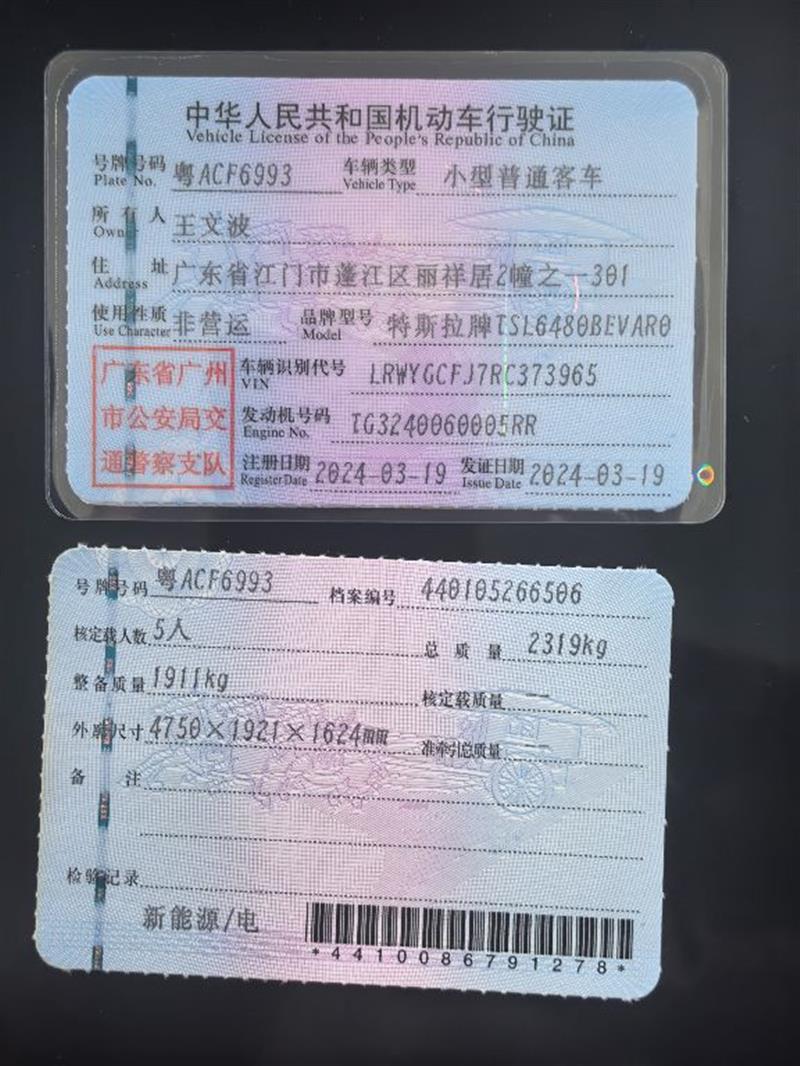 中华人民共和国机动车行驶证
Vehicle License of the People's Republic of China
号牌号码 粤ACF6993 车辆类型 小型普通客车
Plate No. Vehicle Type
所有人 王文波
Owner
住址 广东省江门市蓬江区丽祥居2幢之一301
Address
使用性质 非营运 品牌型号 特斯拉牌TSL6480BEVAR0
Use Character Model
广东省广州
市公安局交
通警察支队
车辆识别代号 LRWYGCFJ7RC373965
VIN
发动机号码 TG3240060005RR
Engine No.
注册日期 2024-03-19 发证日期 2024-03-19
Register Date Issue Date
号牌号码 粤ACF6993 档案编号 440105266506
核定载人数 5人 总质量 2319kg
整备质量 1911kg 核定载质量 --
外廓尺寸 4750×1921×1624mm 准牵引总质量 --
备注
检验记录
新能源/电
*4410086791278*